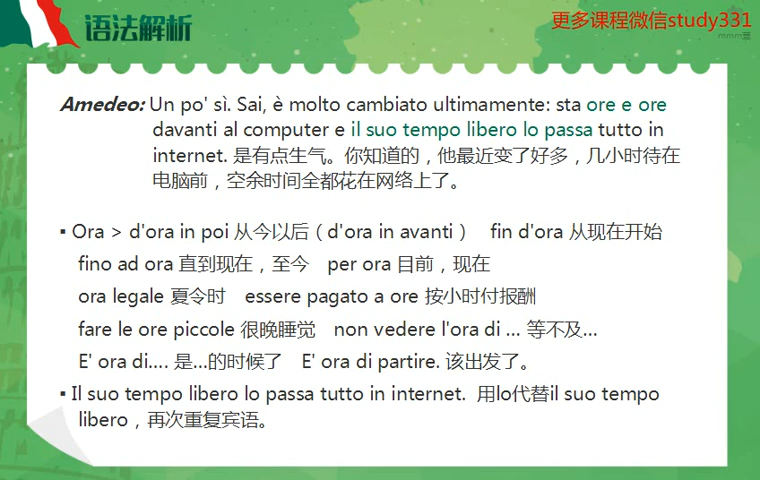 语法解析
更多课程微信study331
Amedeo: Un po' sì. Sai, è molto cambiato ultimamente: sta ore e ore
davanti al computer e il suo tempo libero lo passa tutto in
internet. 是有点生气。你知道的，他最近变了好多，几小时待在
电脑前，空余时间全都花在网络上了。
▪ Ora > d'ora in poi 从今以后（d'ora in avanti） fin d'ora 从现在开始
fino ad ora 直到现在，至今 per ora 目前，现在
ora legale 夏令时 essere pagato a ore 按小时付报酬
fare le ore piccole 很晚睡觉 non vedere l'ora di ... 等不及...
E' ora di.... 是...的时候了 E' ora di partire. 该出发了。
▪ Il suo tempo libero lo passa tutto in internet. 用lo代替il suo tempo
libero，再次重复宾语。